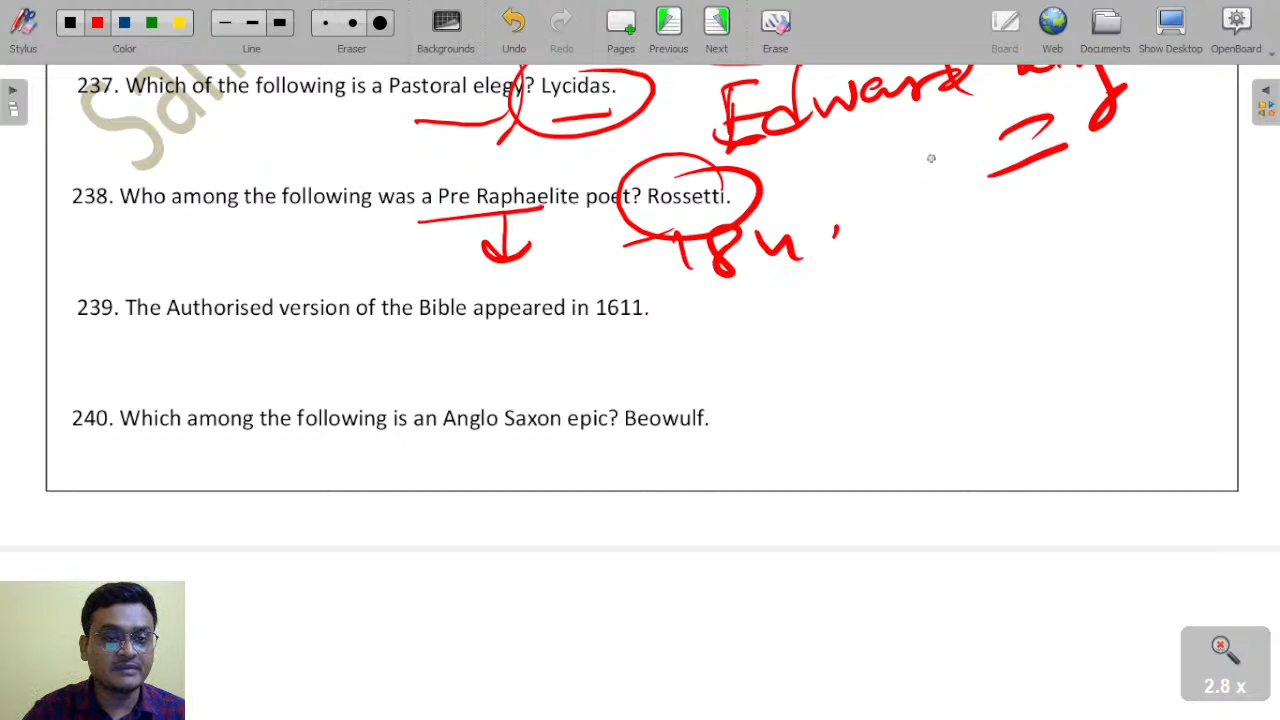 Stylus
Color
Line
Eraser
Backgrounds
Undo
Redo
Pages
Previous
Next
Erase
Board
Web
Documents
Show Desktop
OpenBoard
237. Which of the following is a Pastoral elegy? Lycidas.
Edward King
238. Who among the following was a Pre Raphaelite poet? Rossetti.
184
239. The Authorised version of the Bible appeared in 1611.
240. Which among the following is an Anglo Saxon epic? Beowulf.
2.8 x